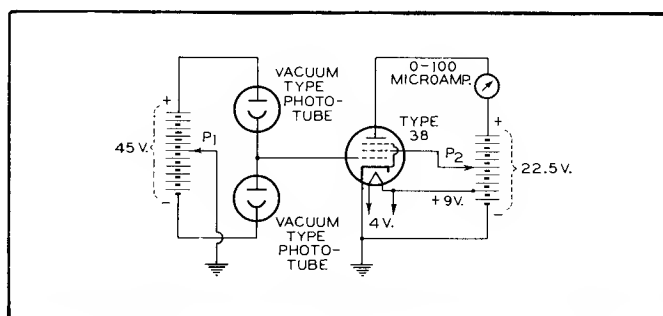 VACUUM
TYPE
PHOTO-
TUBE
0-100
MICROAMP.
+
TYPE
38
+
45 V.
P1
P2
22.5 V.
-
VACUUM
TYPE
PHOTO-
TUBE
4 V.
+9V.
-